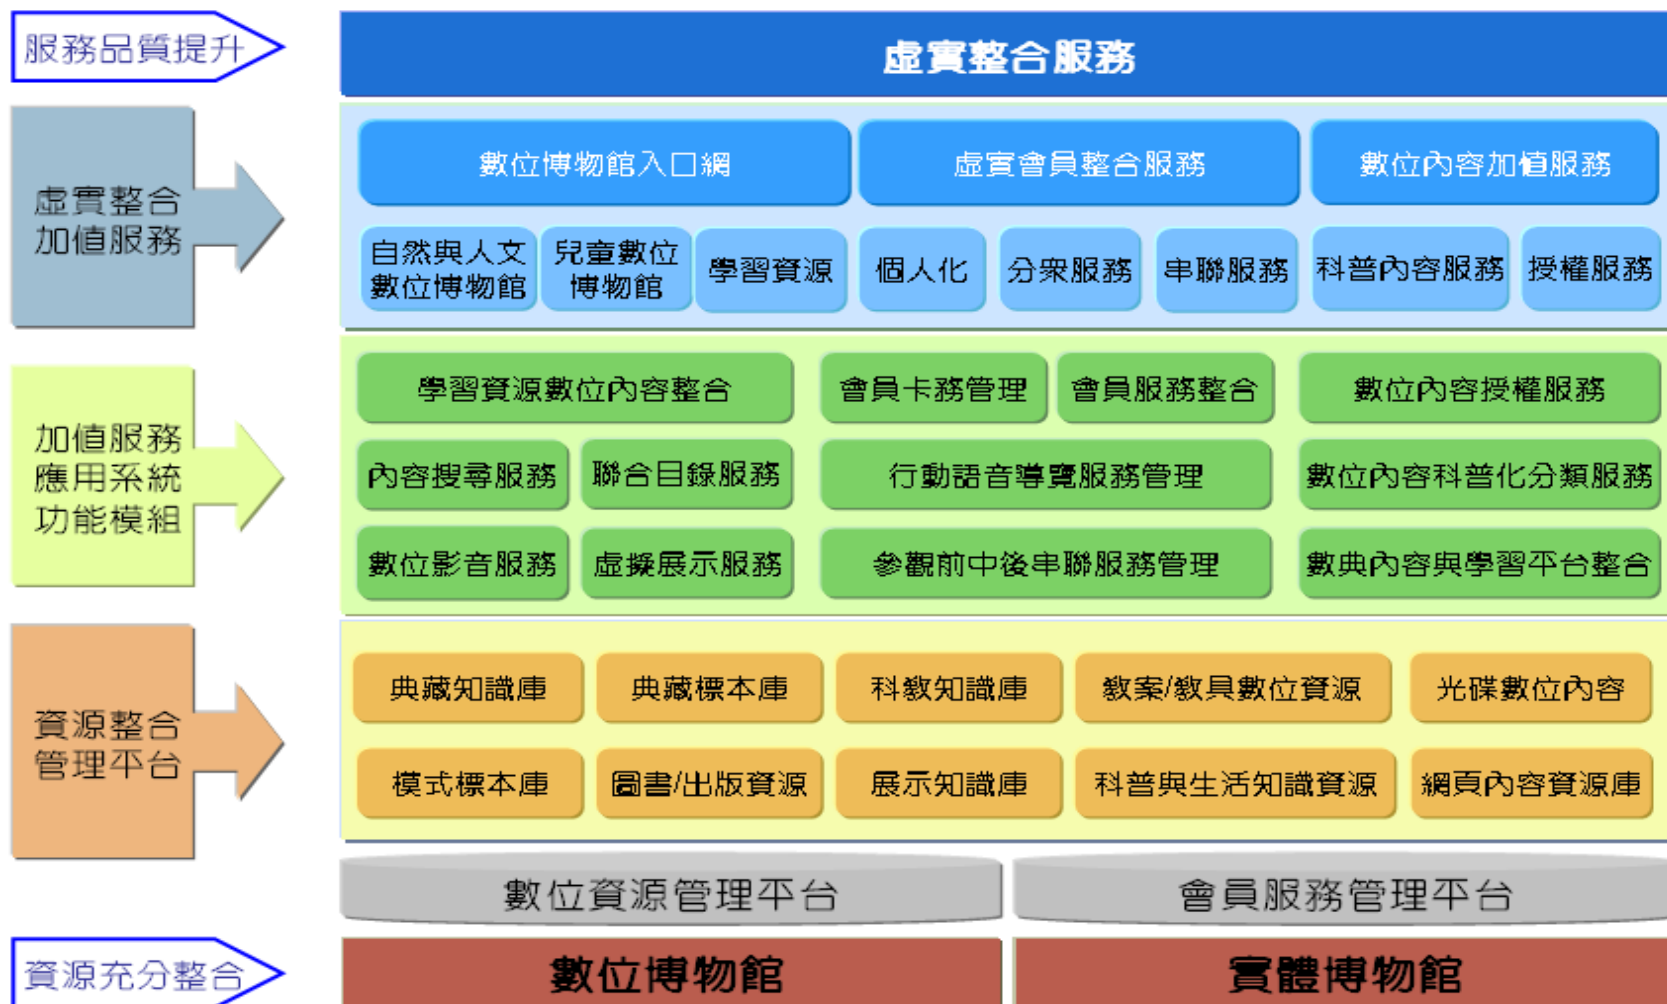 服務品質提升
虛實整合服務
虛實整合
加值服務
數位博物館入口網
虛實會員整合服務
數位內容加值服務
自然與人文
數位博物館
兒童數位
博物館
學習資源
個人化
分眾服務
串聯服務
科普內容服務
授權服務
加值服務
應用系統
功能模組
學習資源數位內容整合
會員卡務管理
會員服務整合
數位內容授權服務
內容搜尋服務
聯合目錄服務
行動語音導覽服務管理
數位內容科普化分類服務
數位影音服務
虛擬展示服務
參觀前中後串聯服務管理
數典內容與學習平台整合
資源整合
管理平台
典藏知識庫
典藏標本庫
科教知識庫
教案/教具數位資源
光碟數位內容
模式標本庫
圖書/出版資源
展示知識庫
科普與生活知識資源
網頁內容資源庫
數位資源管理平台
會員服務管理平台
資源充分整合
數位博物館
實體博物館